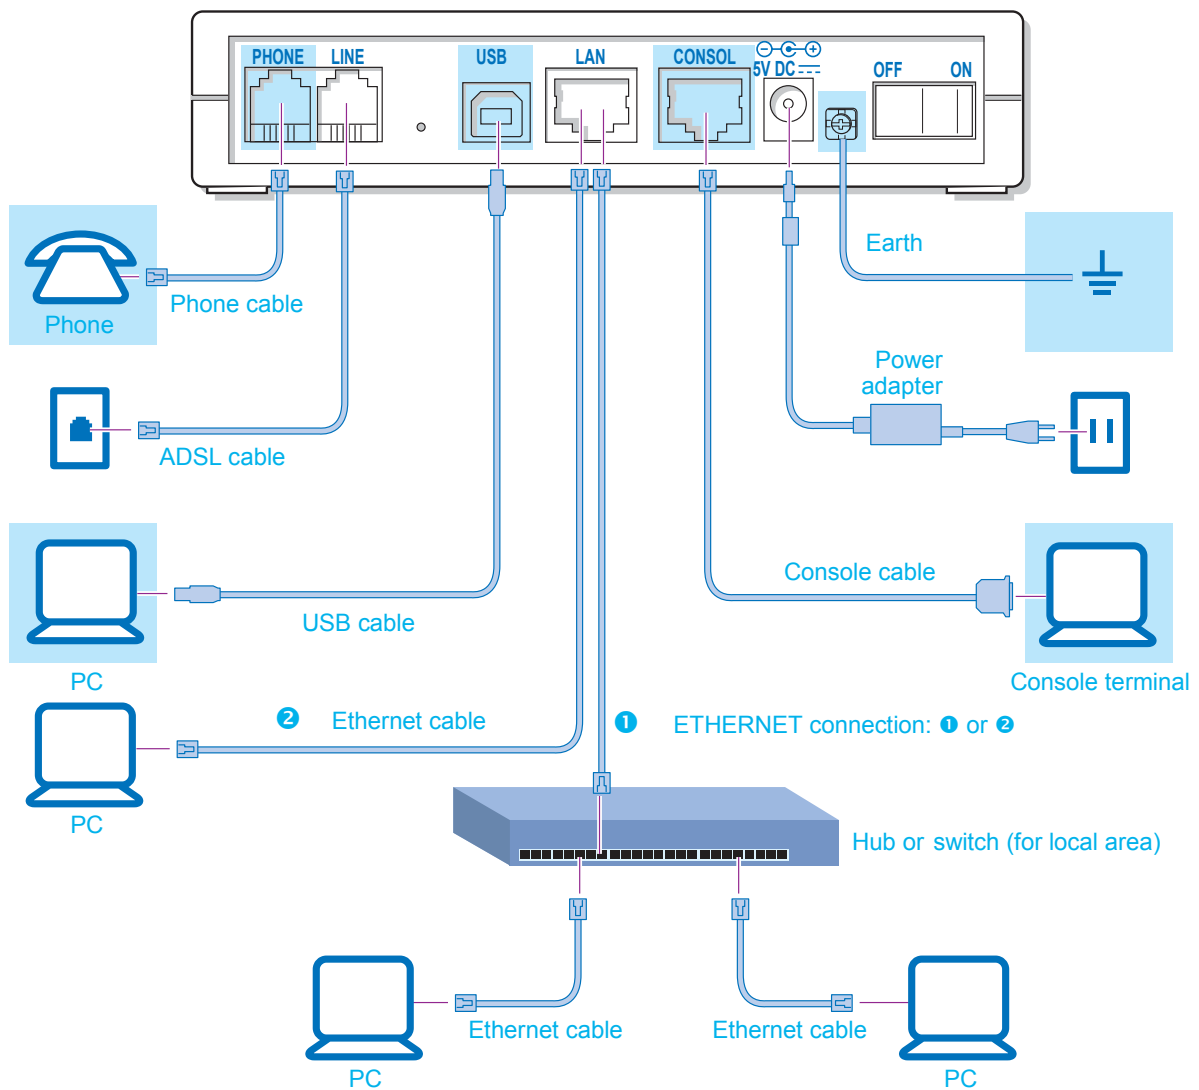 PHONE LINE USB LAN CONSOL 5V DC OFF ON
Earth
Phone cable
Phone
Power
adapter
ADSL cable
Console cable
USB cable
PC
Console terminal
❷ Ethernet cable ❶ ETHERNET connection: ❶ or ❷
PC
Hub or switch (for local area)
Ethernet cable Ethernet cable
PC PC